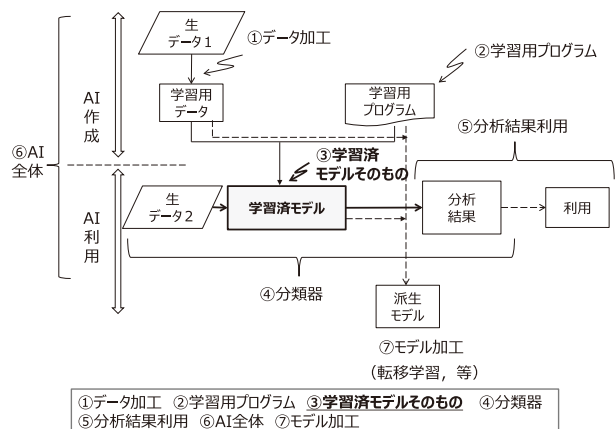 生
データ1
①データ加工
②学習用プログラム
学習用
データ
学習用
プログラム
AI
作
成
⑥AI
全体
⑤分析結果利用
③学習済
モデルそのもの
AI
利
用
生
データ2
学習済モデル
分析
結果
利用
④分類器
派生
モデル
⑦モデル加工
(転移学習，等)
①データ加工 ②学習用プログラム ③学習済モデルそのもの ④分類器
⑤分析結果利用 ⑥AI全体 ⑦モデル加工